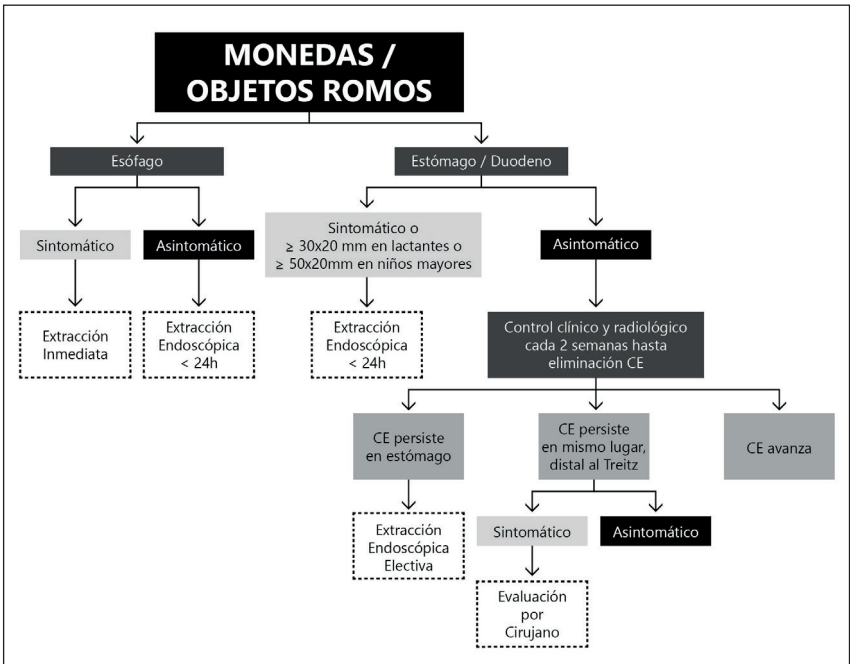 MONEDAS /
OBJETOS ROMOS
Esófago
Estómago / Duodeno
Sintomático
Asintomático
Sintomático o
≥ 30x20 mm en lactantes o
≥ 50x20mm en niños mayores
Asintomático
Extracción
Inmediata
Extracción
Endoscópica
< 24h
Extracción
Endoscópica
< 24h
Control clínico y radiológico
cada 2 semanas hasta
eliminación CE
CE persiste
en estómago
CE persiste
en mismo lugar,
distal al Treitz
CE avanza
Extracción
Endoscópica
Electiva
Sintomático
Asintomático
Evaluación
por
Cirujano